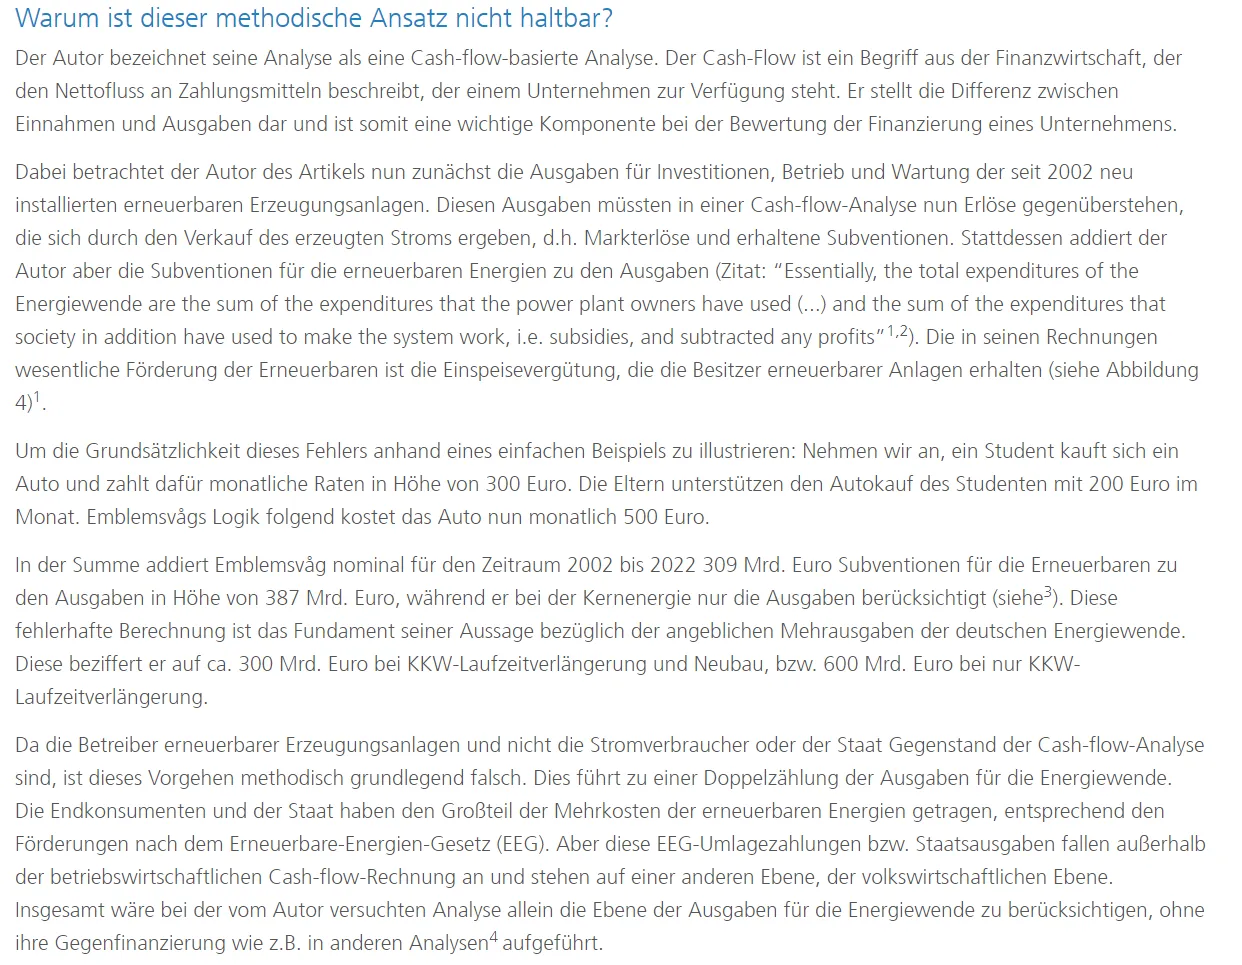 Warum ist dieser methodische Ansatz nicht haltbar?
Der Autor bezeichnet seine Analyse als eine Cash-flow-basierte Analyse. Der Cash-Flow ist ein Begriff aus der Finanzwirtschaft, der
den Nettofluss an Zahlungsmitteln beschreibt, der einem Unternehmen zur Verfügung steht. Er stellt die Differenz zwischen
Einnahmen und Ausgaben dar und ist somit eine wichtige Komponente bei der Bewertung der Finanzierung eines Unternehmens.
Dabei betrachtet der Autor des Artikels nun zunächst die Ausgaben für Investitionen, Betrieb und Wartung der seit 2002 neu
installierten erneuerbaren Erzeugungsanlagen. Diesen Ausgaben müssten in einer Cash-flow-Analyse nun Erlöse gegenüberstehen,
die sich durch den Verkauf des erzeugten Stroms ergeben, d.h. Markterlöse und erhaltene Subventionen. Stattdessen addiert der
Autor aber die Subventionen für die erneuerbaren Energien zu den Ausgaben (Zitat: “Essentially, the total expenditures of the
Energiewende are the sum of the expenditures that the power plant owners have used (...) and the sum of the expenditures that
society in addition have used to make the system work, i.e. subsidies, and subtracted any profits”1,2). Die in seinen Rechnungen
wesentliche Förderung der Erneuerbaren ist die Einspeisevergütung, die die Besitzer erneuerbarer Anlagen erhalten (siehe Abbildung
4)1.
Um die Grundsätzlichkeit dieses Fehlers anhand eines einfachen Beispiels zu illustrieren: Nehmen wir an, ein Student kauft sich ein
Auto und zahlt dafür monatliche Raten in Höhe von 300 Euro. Die Eltern unterstützen den Autokauf des Studenten mit 200 Euro im
Monat. Emblemsvågs Logik folgend kostet das Auto nun monatlich 500 Euro.
In der Summe addiert Emblemsvåg nominal für den Zeitraum 2002 bis 2022 309 Mrd. Euro Subventionen für die Erneuerbaren zu
den Ausgaben in Höhe von 387 Mrd. Euro, während er bei der Kernenergie nur die Ausgaben berücksichtigt (siehe3). Diese
fehlerhafte Berechnung ist das Fundament seiner Aussage bezüglich der angeblichen Mehrausgaben der deutschen Energiewende.
Diese beziffert er auf ca. 300 Mrd. Euro bei KKW-Laufzeitverlängerung und Neubau, bzw. 600 Mrd. Euro bei nur KKW-
Laufzeitverlängerung.
Da die Betreiber erneuerbarer Erzeugungsanlagen und nicht die Stromverbraucher oder der Staat Gegenstand der Cash-flow-Analyse
sind, ist dieses Vorgehen methodisch grundlegend falsch. Dies führt zu einer Doppelzählung der Ausgaben für die Energiewende.
Die Endkonsumenten und der Staat haben den Großteil der Mehrkosten der erneuerbaren Energien getragen, entsprechend den
Förderungen nach dem Erneuerbare-Energien-Gesetz (EEG). Aber diese EEG-Umlagezahlungen bzw. Staatsausgaben fallen außerhalb
der betriebswirtschaftlichen Cash-flow-Rechnung an und stehen auf einer anderen Ebene, der volkswirtschaftlichen Ebene.
Insgesamt wäre bei der vom Autor versuchten Analyse allein die Ebene der Ausgaben für die Energiewende zu berücksichtigen, ohne
ihre Gegenfinanzierung wie z.B. in anderen Analysen4 aufgeführt.